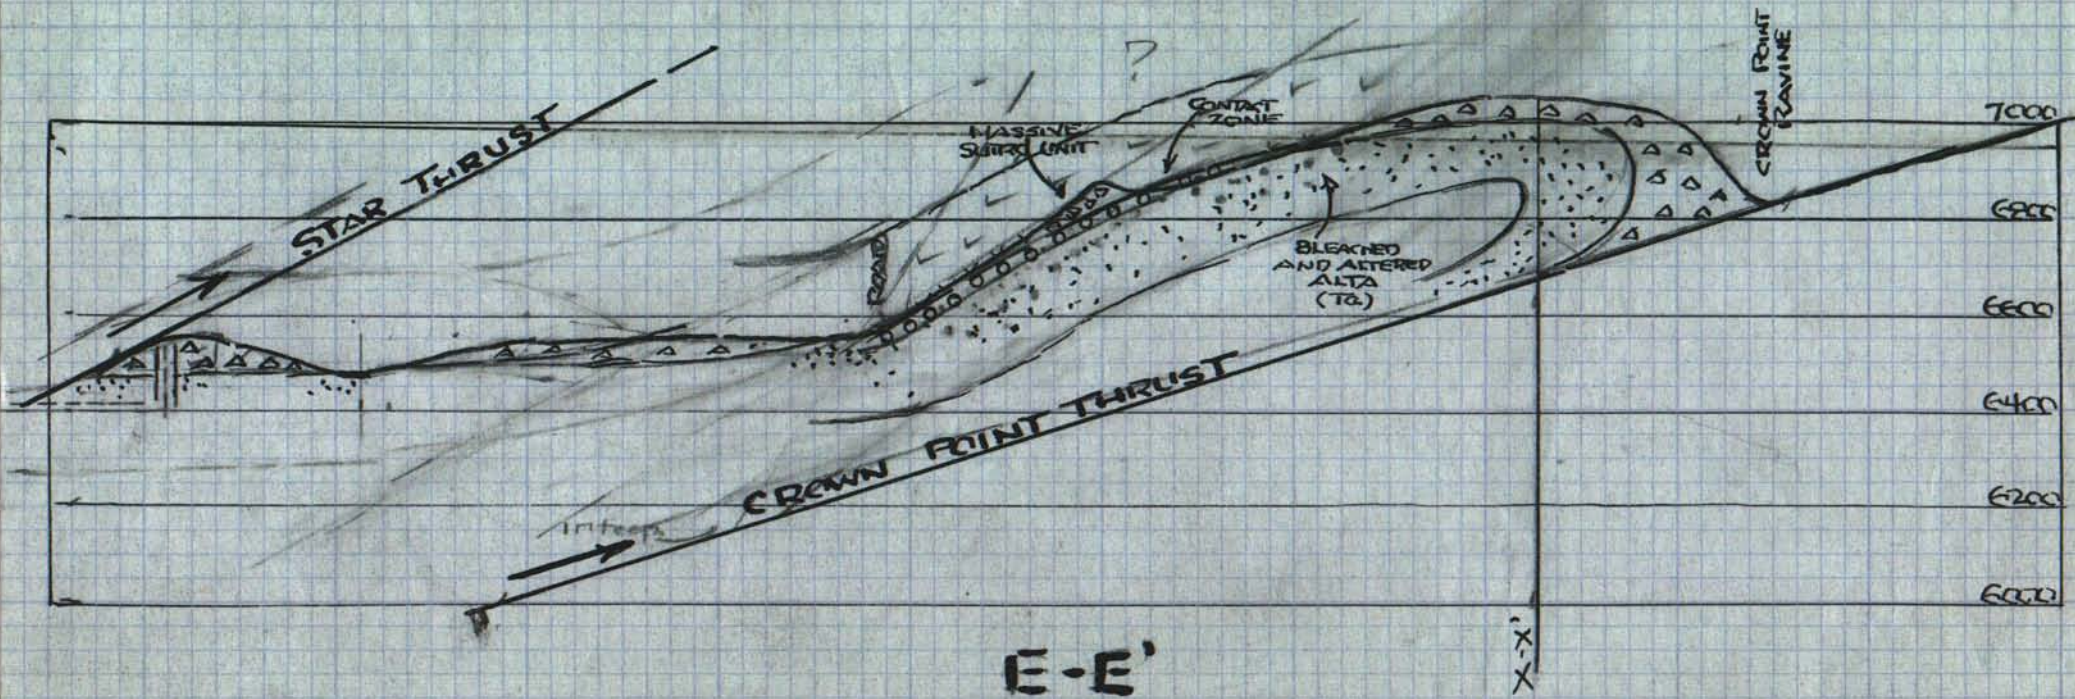 CROWN POINT
RAVINE
?
STAR THRUST
MASSIVE
SUTRO UNIT
CONTACT
ZONE
7000
ROAD
6800
BLEACHED
AND ALTERED
ALTA
(Ta)
6600
6400
CROWN POINT THRUST
6200
6000
E-E'
X-X'